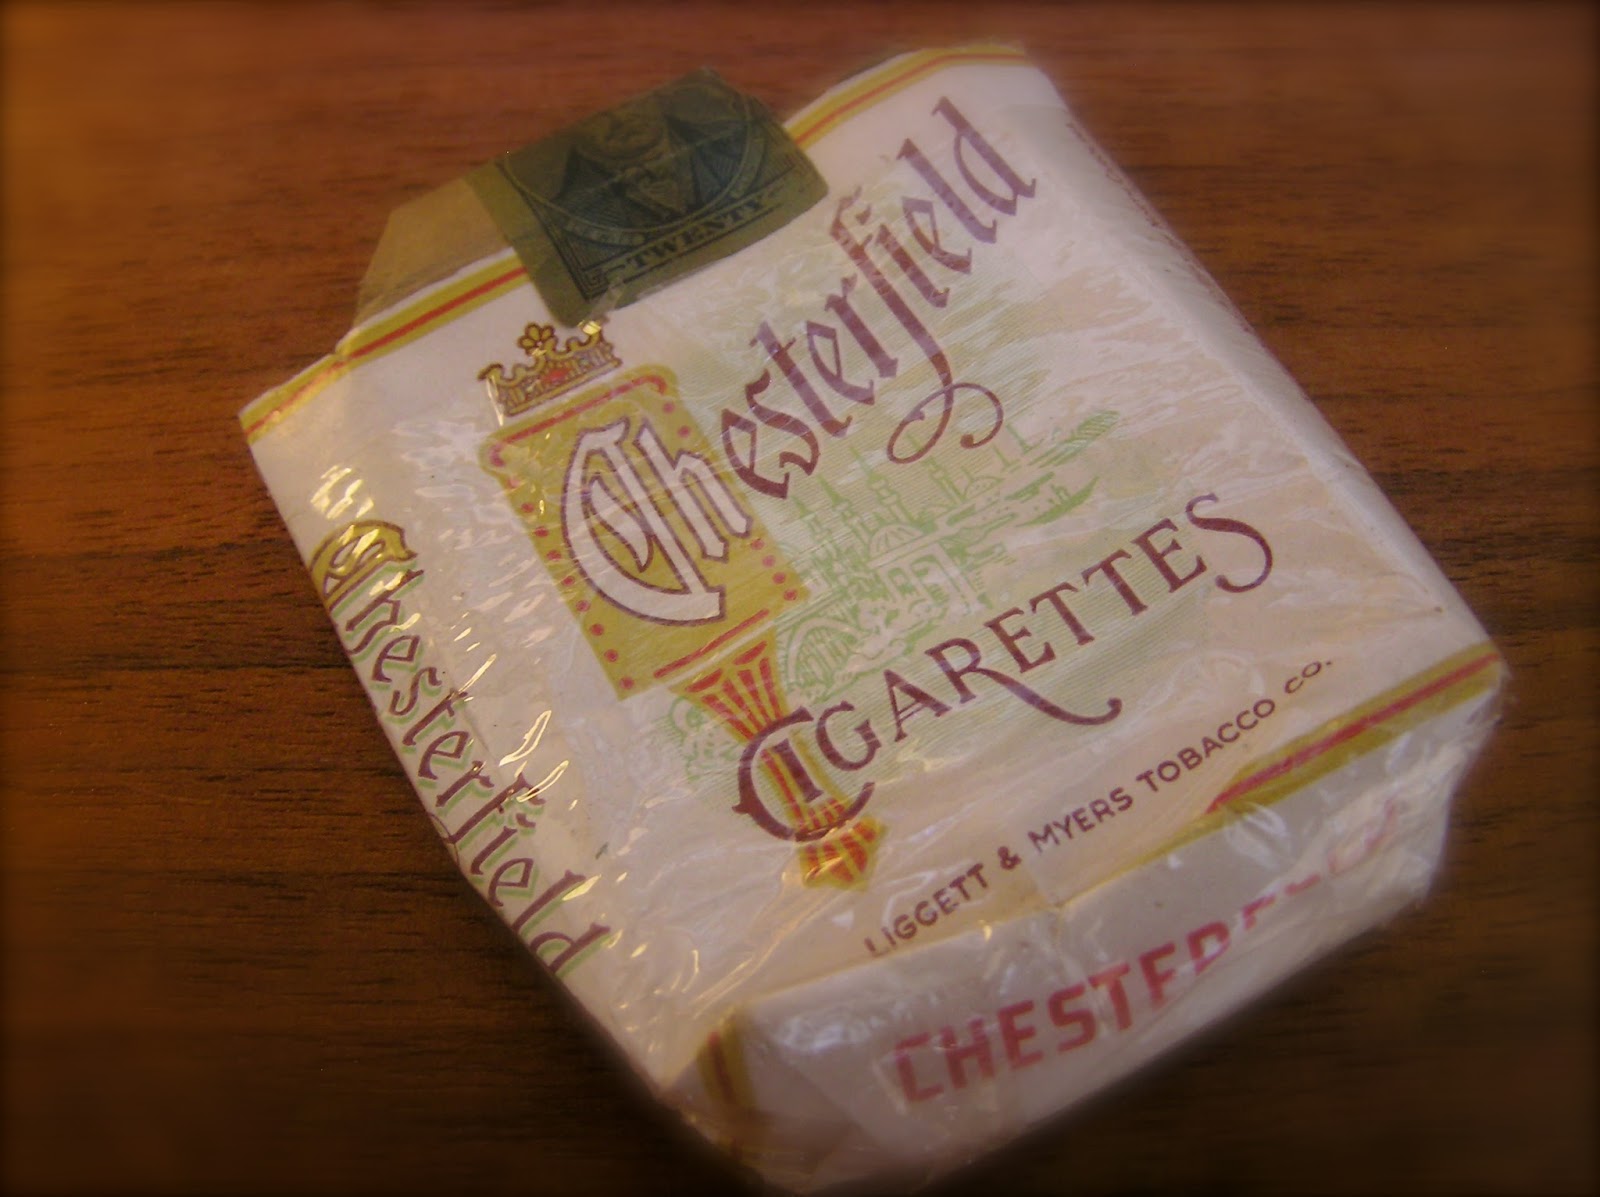 TWENTY
Chesterfield
CIGARETTES
LIGGETT & MYERS TOBACCO CO.
Chesterfield